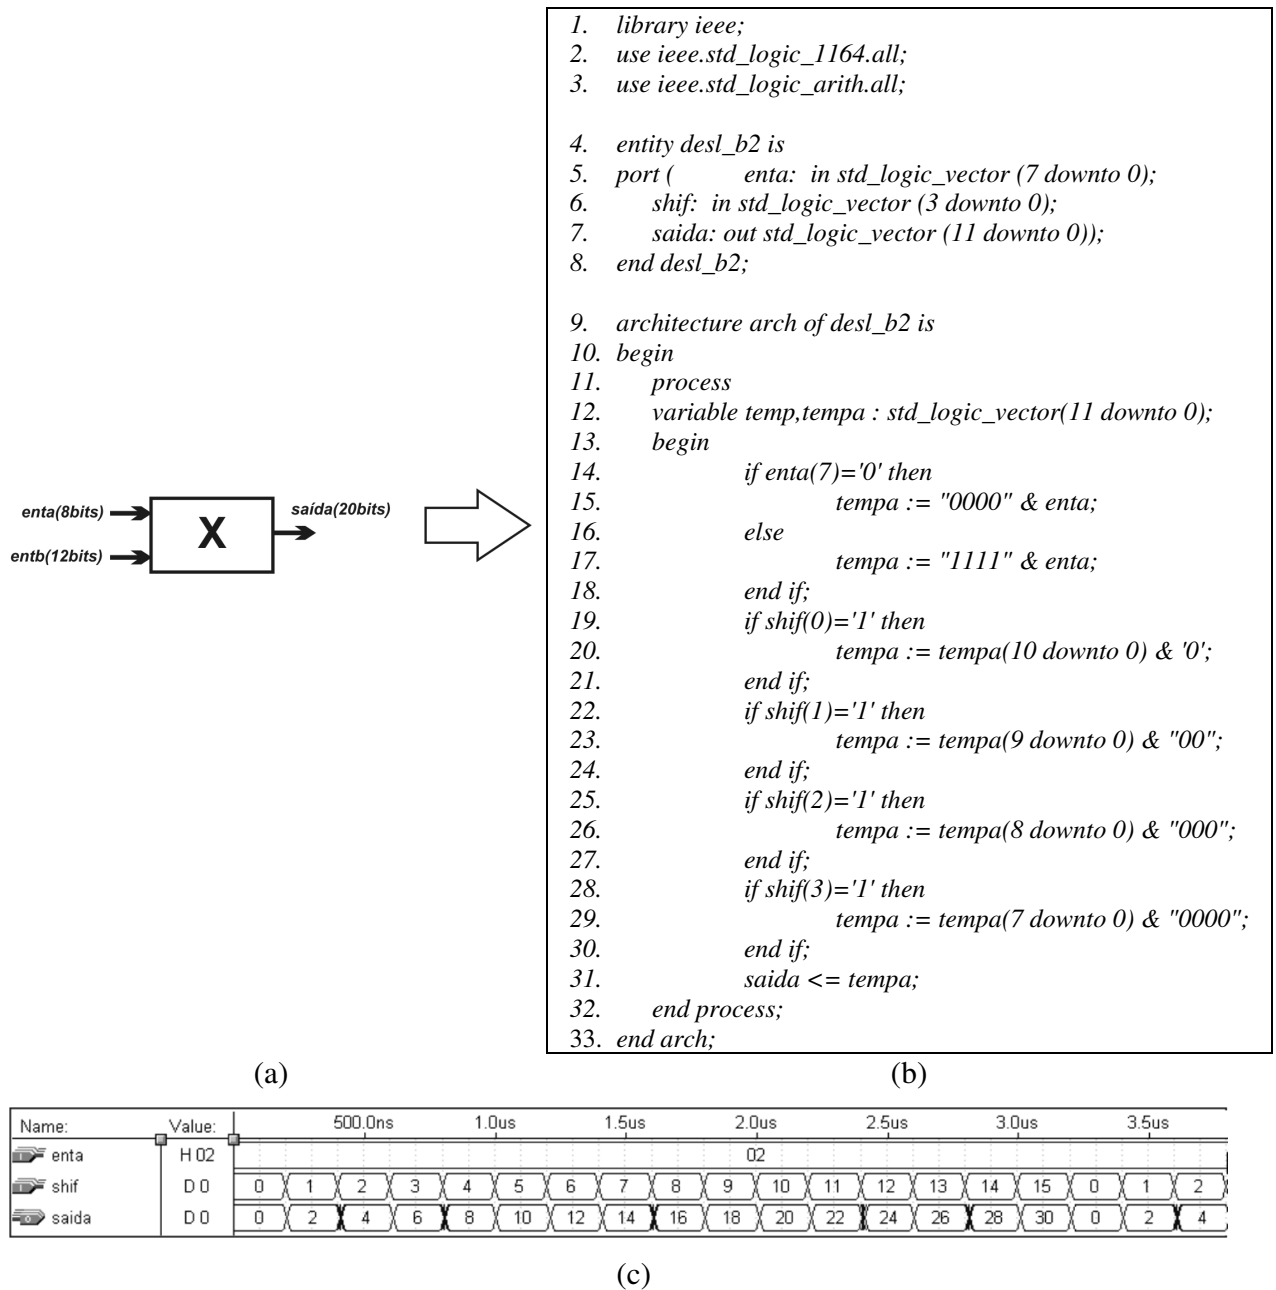 1. library ieee;
2. use ieee.std_logic_1164.all;
3. use ieee.std_logic_arith.all;
4. entity desl_b2 is
5. port ( enta: in std_logic_vector (7 downto 0);
6. shif: in std_logic_vector (3 downto 0);
7. saida: out std_logic_vector (11 downto 0));
8. end desl_b2;
9. architecture arch of desl_b2 is
10. begin
11. process
12. variable temp,tempa : std_logic_vector(11 downto 0);
13. begin
14. if enta(7)='0' then
15. tempa := "0000" & enta;
16. else
17. tempa := "1111" & enta;
18. end if;
19. if shif(0)='1' then
20. tempa := tempa(10 downto 0) & '0';
21. end if;
22. if shif(1)='1' then
23. tempa := tempa(9 downto 0) & "00";
24. end if;
25. if shif(2)='1' then
26. tempa := tempa(8 downto 0) & "000";
27. end if;
28. if shif(3)='1' then
29. tempa := tempa(7 downto 0) & "0000";
30. end if;
31. saida <= tempa;
32. end process;
33. end arch;
enta(8bits)
entb(12bits)
X
saída(20bits)
(a) (b)
Name: Value: 500.0ns 1.0us 1.5us 2.0us 2.5us 3.0us 3.5us
enta H 02 02
shif D 0 0 1 2 3 4 5 6 7 8 9 10 11 12 13 14 15 0 1 2
saida D 0 0 2 4 6 8 10 12 14 16 18 20 22 24 26 28 30 0 2 4
(c)